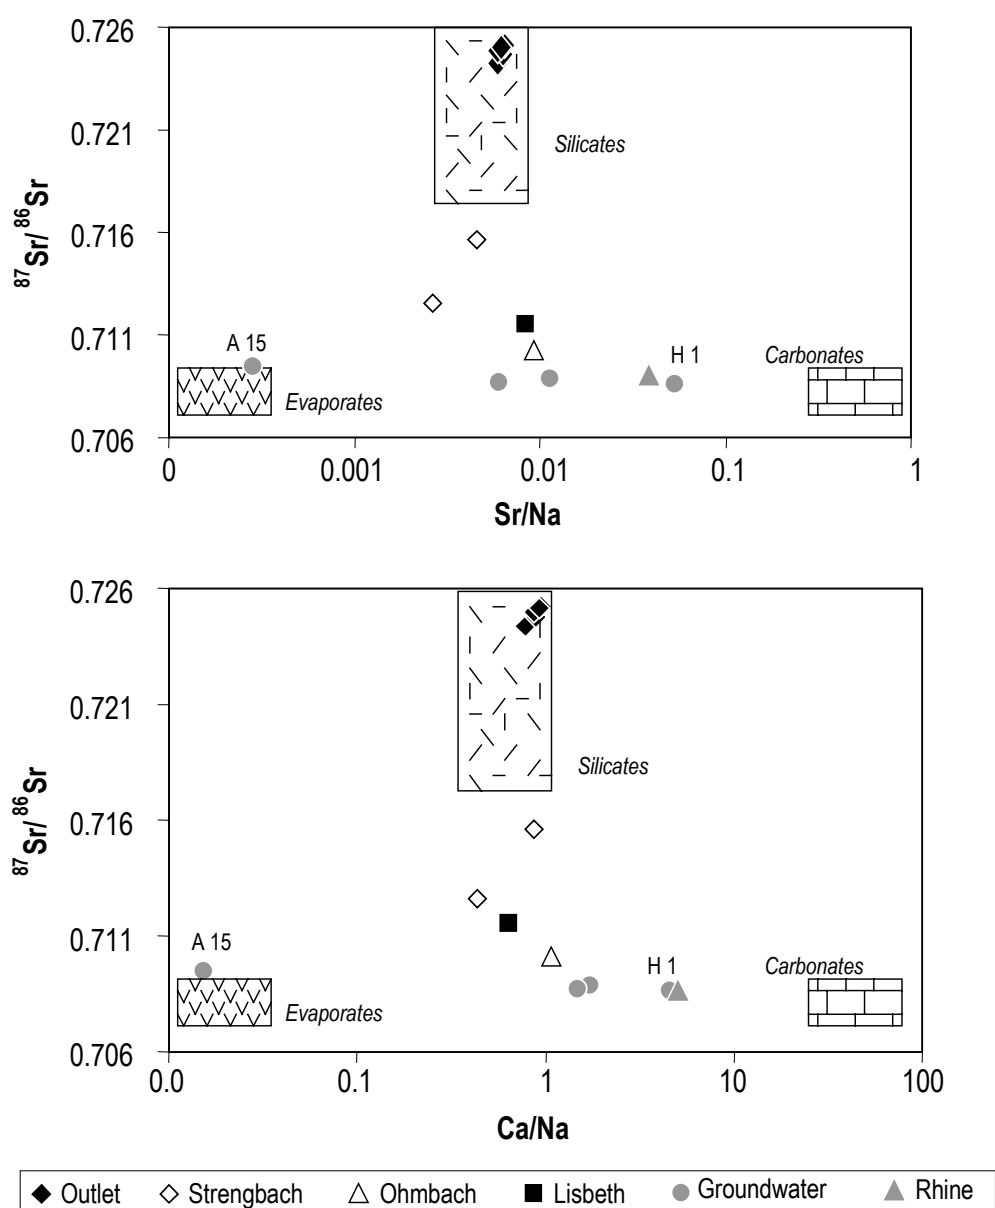 0.726
0.721
Silicates
0.716
0.711
A 15
H 1
Carbonates
Evaporates
0.706
0
0.001
0.01
0.1
1
87Sr/ 86Sr
Sr/Na
0.726
0.721
Silicates
0.716
0.711
A 15
H 1
Carbonates
Evaporates
0.706
0.0
0.1
1
10
100
87Sr/ 86Sr
Ca/Na
Outlet Strengbach Ohmbach Lisbeth Groundwater Rhine